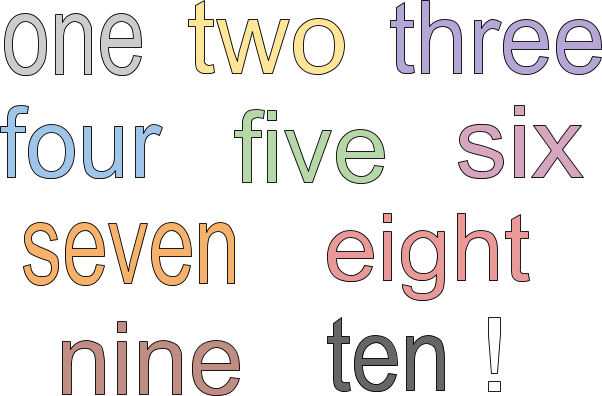 one two three
four five six
seven eight
nine ten !